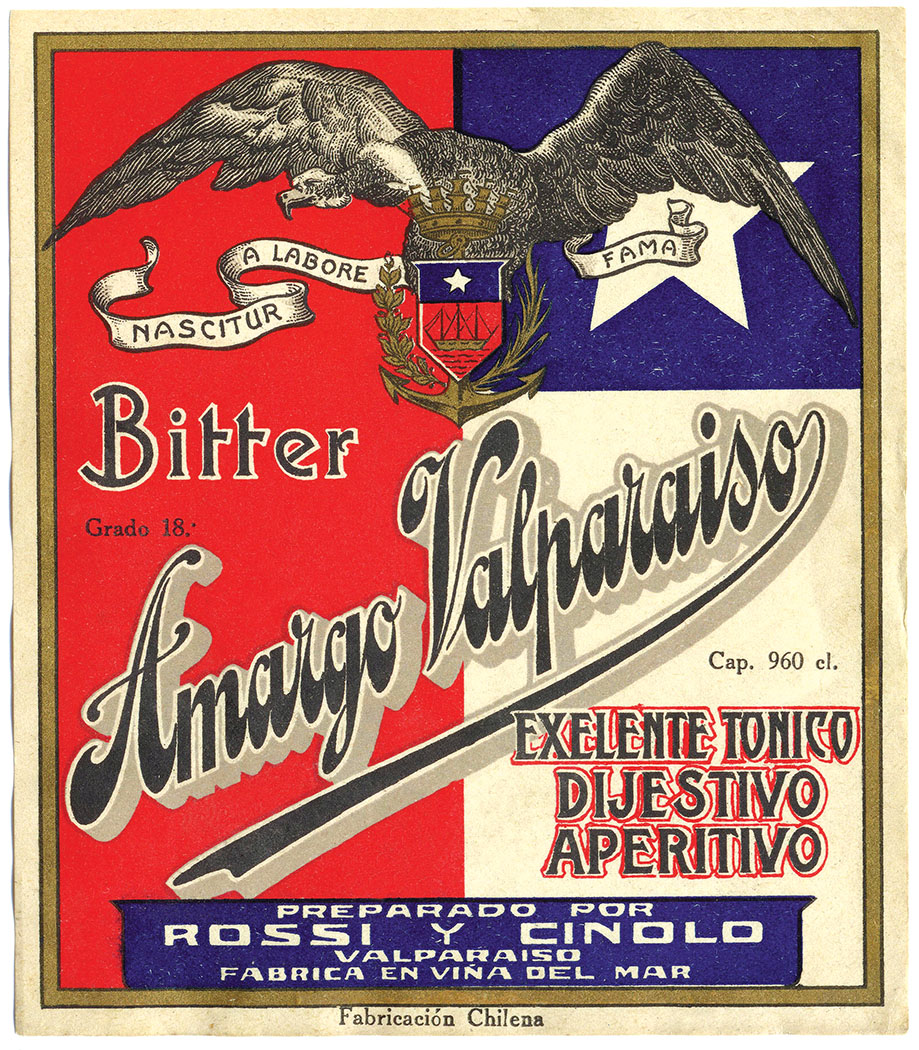 NASCITUR
A LABORE
FAMA
Bitter
Grado 18.°
Amargo Valparaiso
Cap. 960 cl.
EXELENTE TONICO
DIJESTIVO
APERITIVO
PREPARADO POR
ROSSI Y CINOLO
VALPARAISO
FABRICA EN VIÑA DEL MAR
Fabricación Chilena